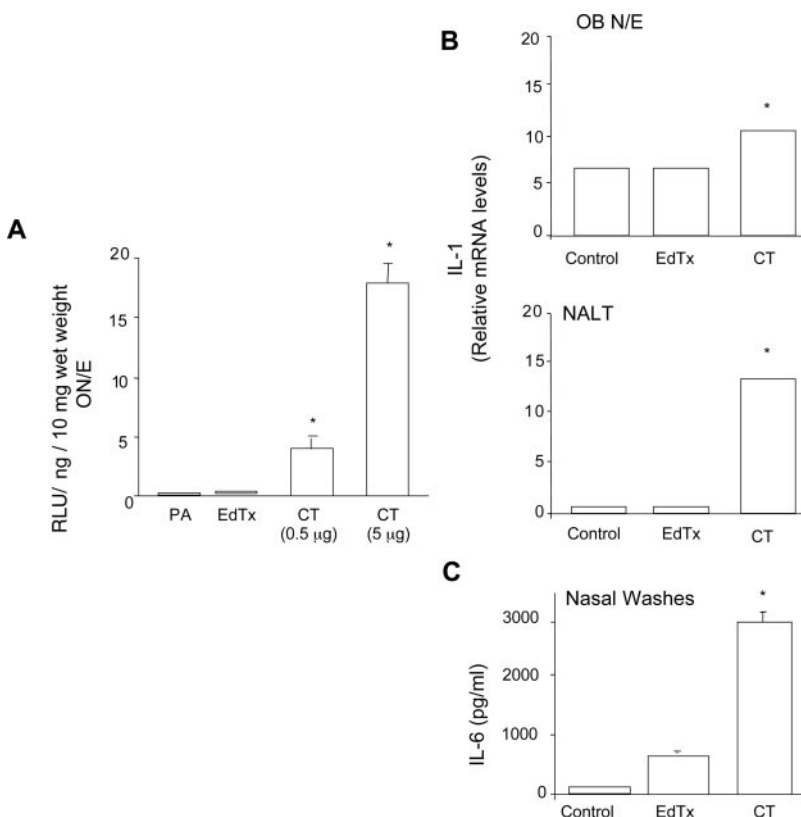 A
RLU/ ng / 10 mg wet weight
ON/E
20
15
10
5
0
*
*
PA
EdTx
CT
(0.5 µg)
CT
(5 µg)
B
IL-1
(Relative mRNA levels)
OB N/E
20
15
10
5
0
*
Control
EdTx
CT
NALT
20
15
10
5
0
*
Control
EdTx
CT
C
Nasal Washes
IL-6 (pg/ml)
3000
2000
1000
0
*
Control
EdTx
CT